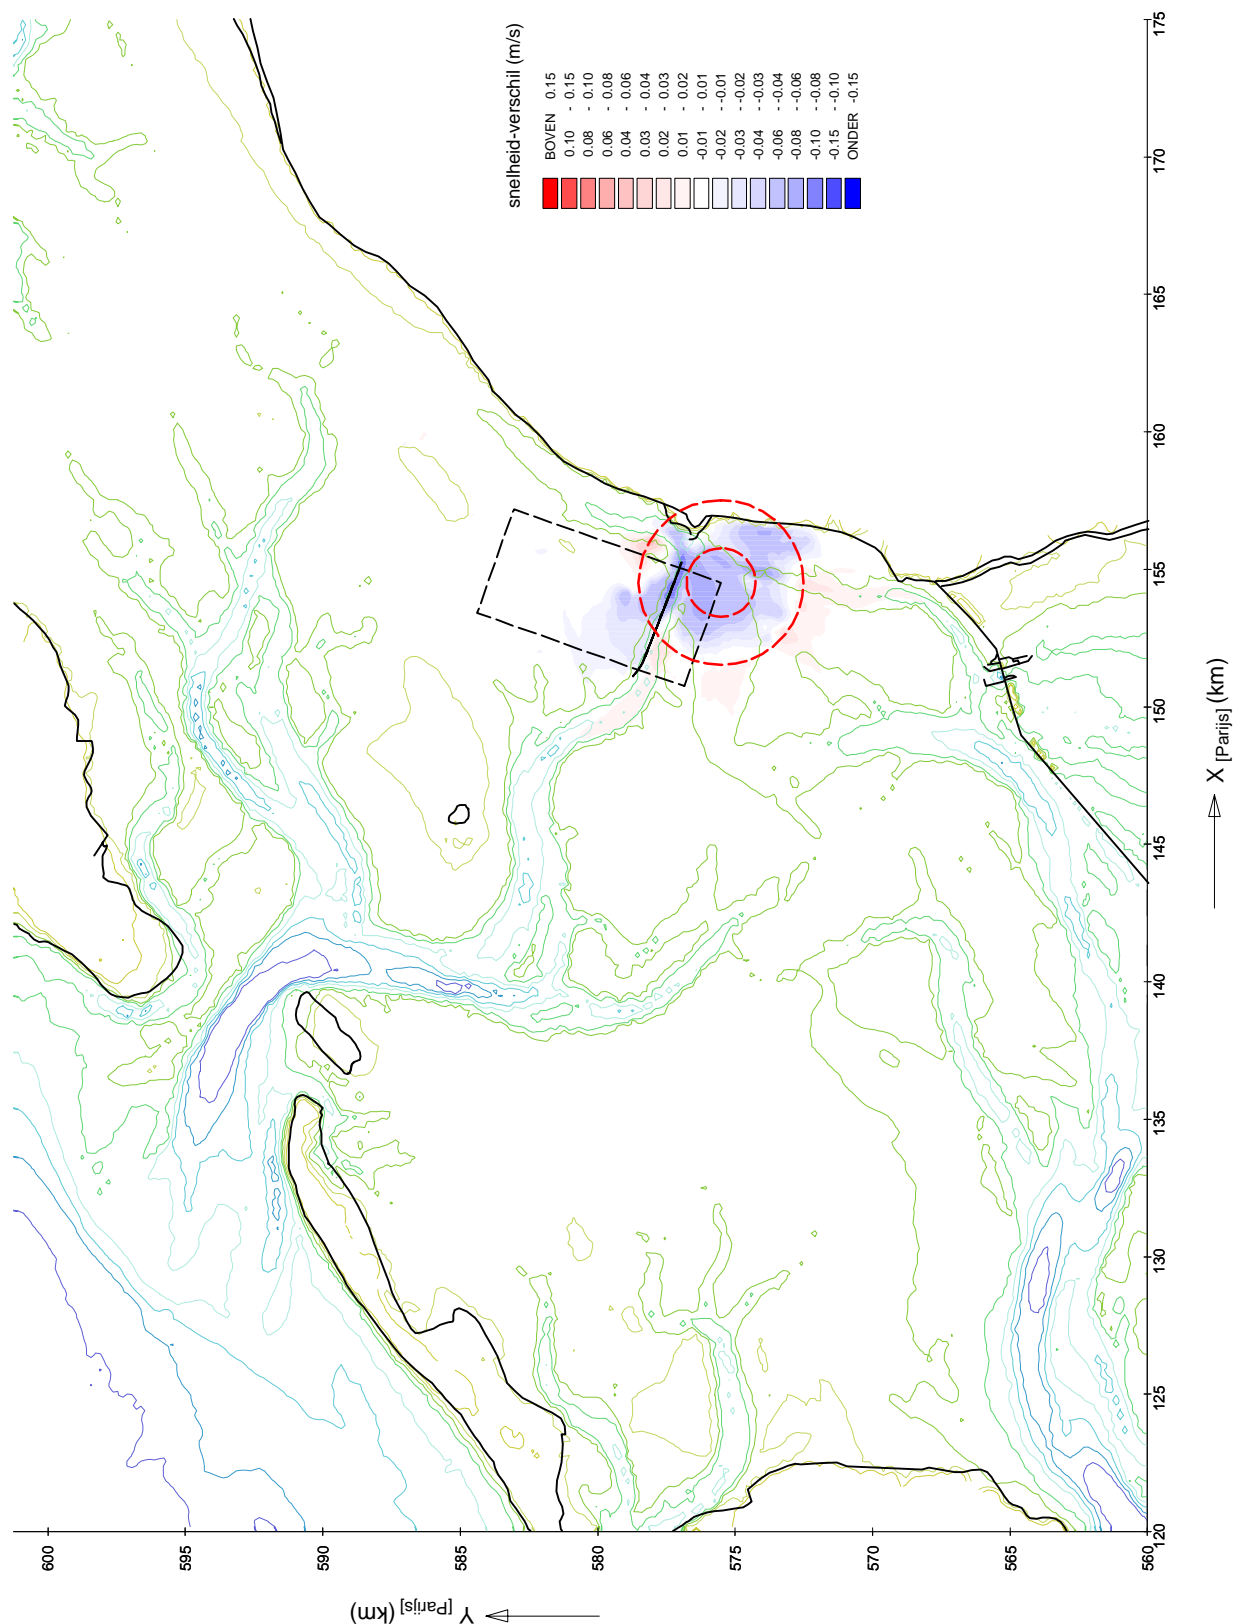 snelheid-verschil (m/s)
BOVEN 0.15
0.10 - 0.15
0.08 - 0.10
0.06 - 0.08
0.04 - 0.06
0.03 - 0.04
0.02 - 0.03
0.01 - 0.02
-0.01 - 0.01
-0.02 - -0.01
-0.03 - -0.02
-0.04 - -0.03
-0.06 - -0.04
-0.08 - -0.06
-0.10 - -0.08
-0.15 - -0.10
ONDER -0.15
600
595
590
585
580
575
570
565
560
Y [Parijs] (km)
120
125
130
135
140
145
150
155
160
165
170
175
X [Parijs] (km)